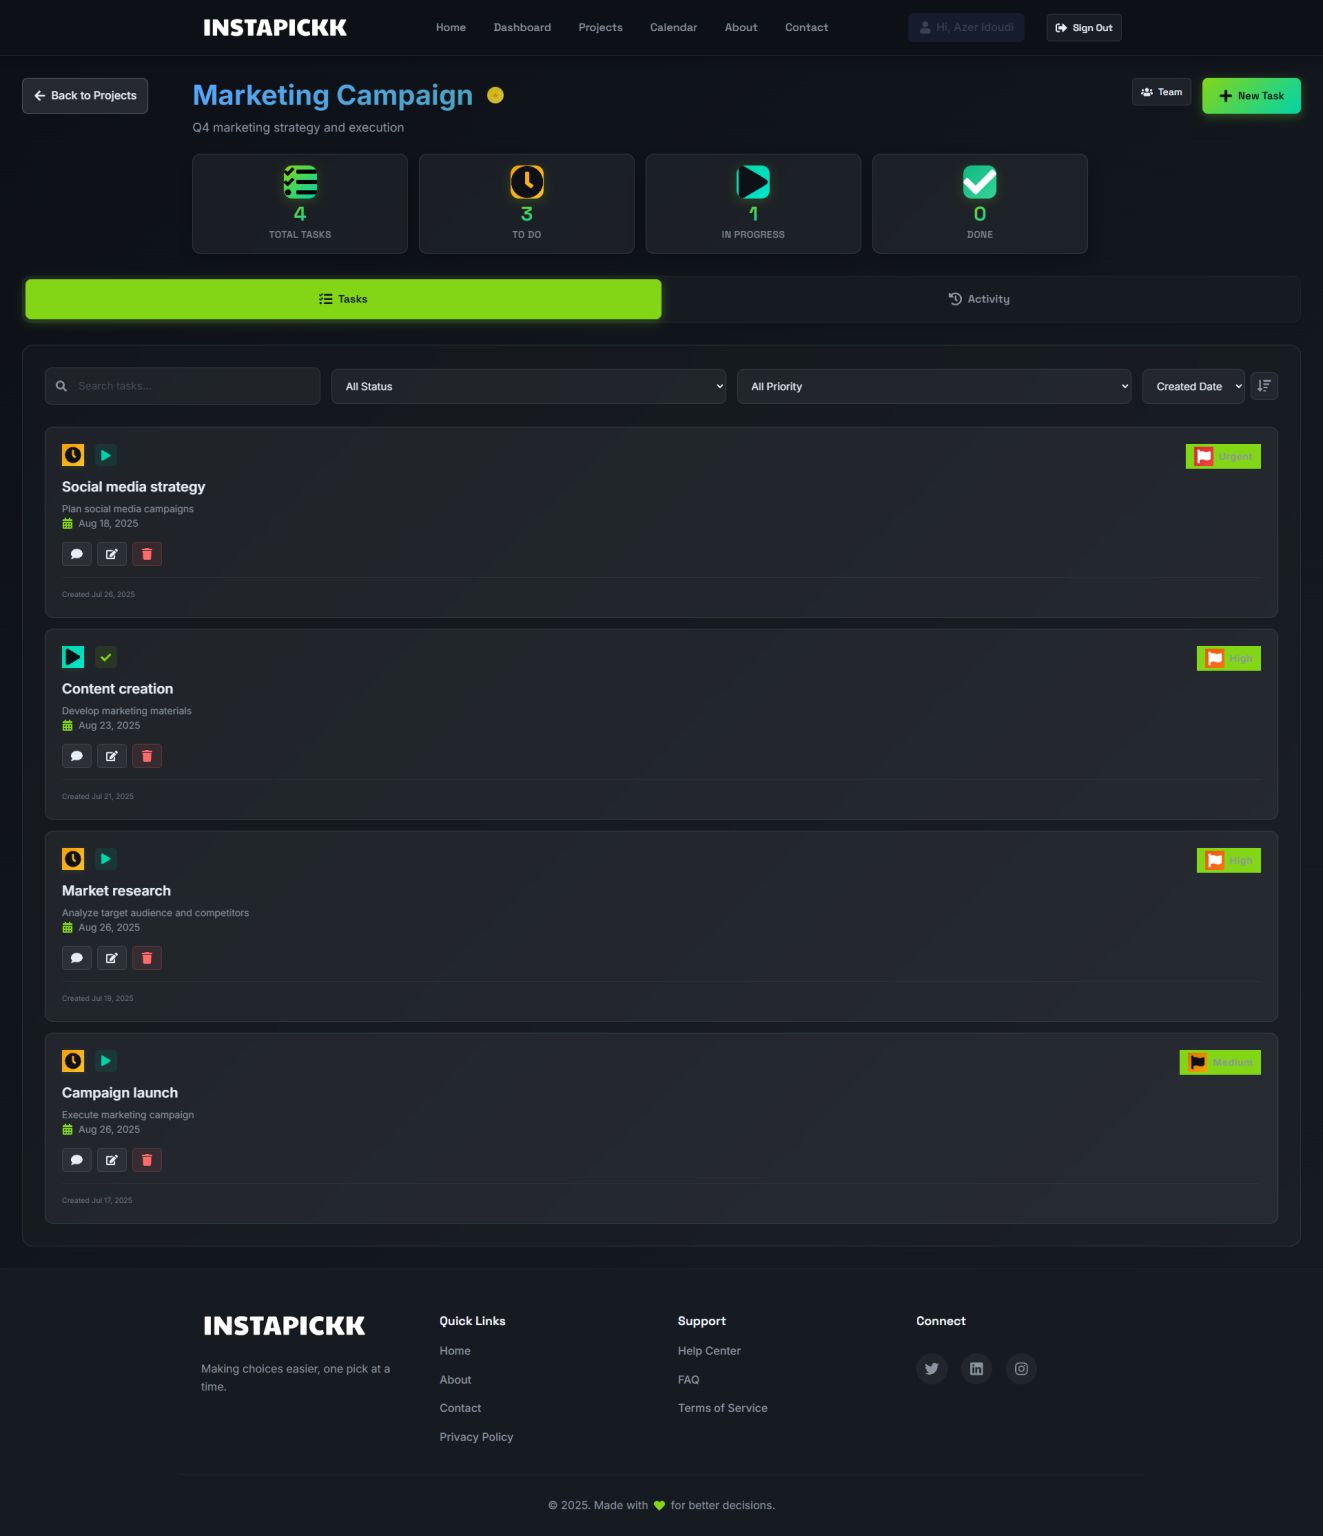 INSTAPICKK
Home
Dashboard
Projects
Calendar
About
Contact
Hi, Azer Idoudi
Sign Out
Back to Projects
Marketing Campaign
Team
New Task
Q4 marketing strategy and execution
4
TOTAL TASKS
3
TO DO
1
IN PROGRESS
0
DONE
Tasks
Activity
Search tasks...
All Status
All Priority
Created Date
Urgent
Social media strategy
Plan social media campaigns
Aug 18, 2025
Created Jul 26, 2025
High
Content creation
Develop marketing materials
Aug 23, 2025
Created Jul 21, 2025
High
Market research
Analyze target audience and competitors
Aug 26, 2025
Created Jul 19, 2025
Medium
Campaign launch
Execute marketing campaign
Aug 26, 2025
Created Jul 17, 2025
INSTAPICKK
Making choices easier, one pick at a
time.
Quick Links
Home
About
Contact
Privacy Policy
Support
Help Center
FAQ
Terms of Service
Connect
© 2025. Made with for better decisions.